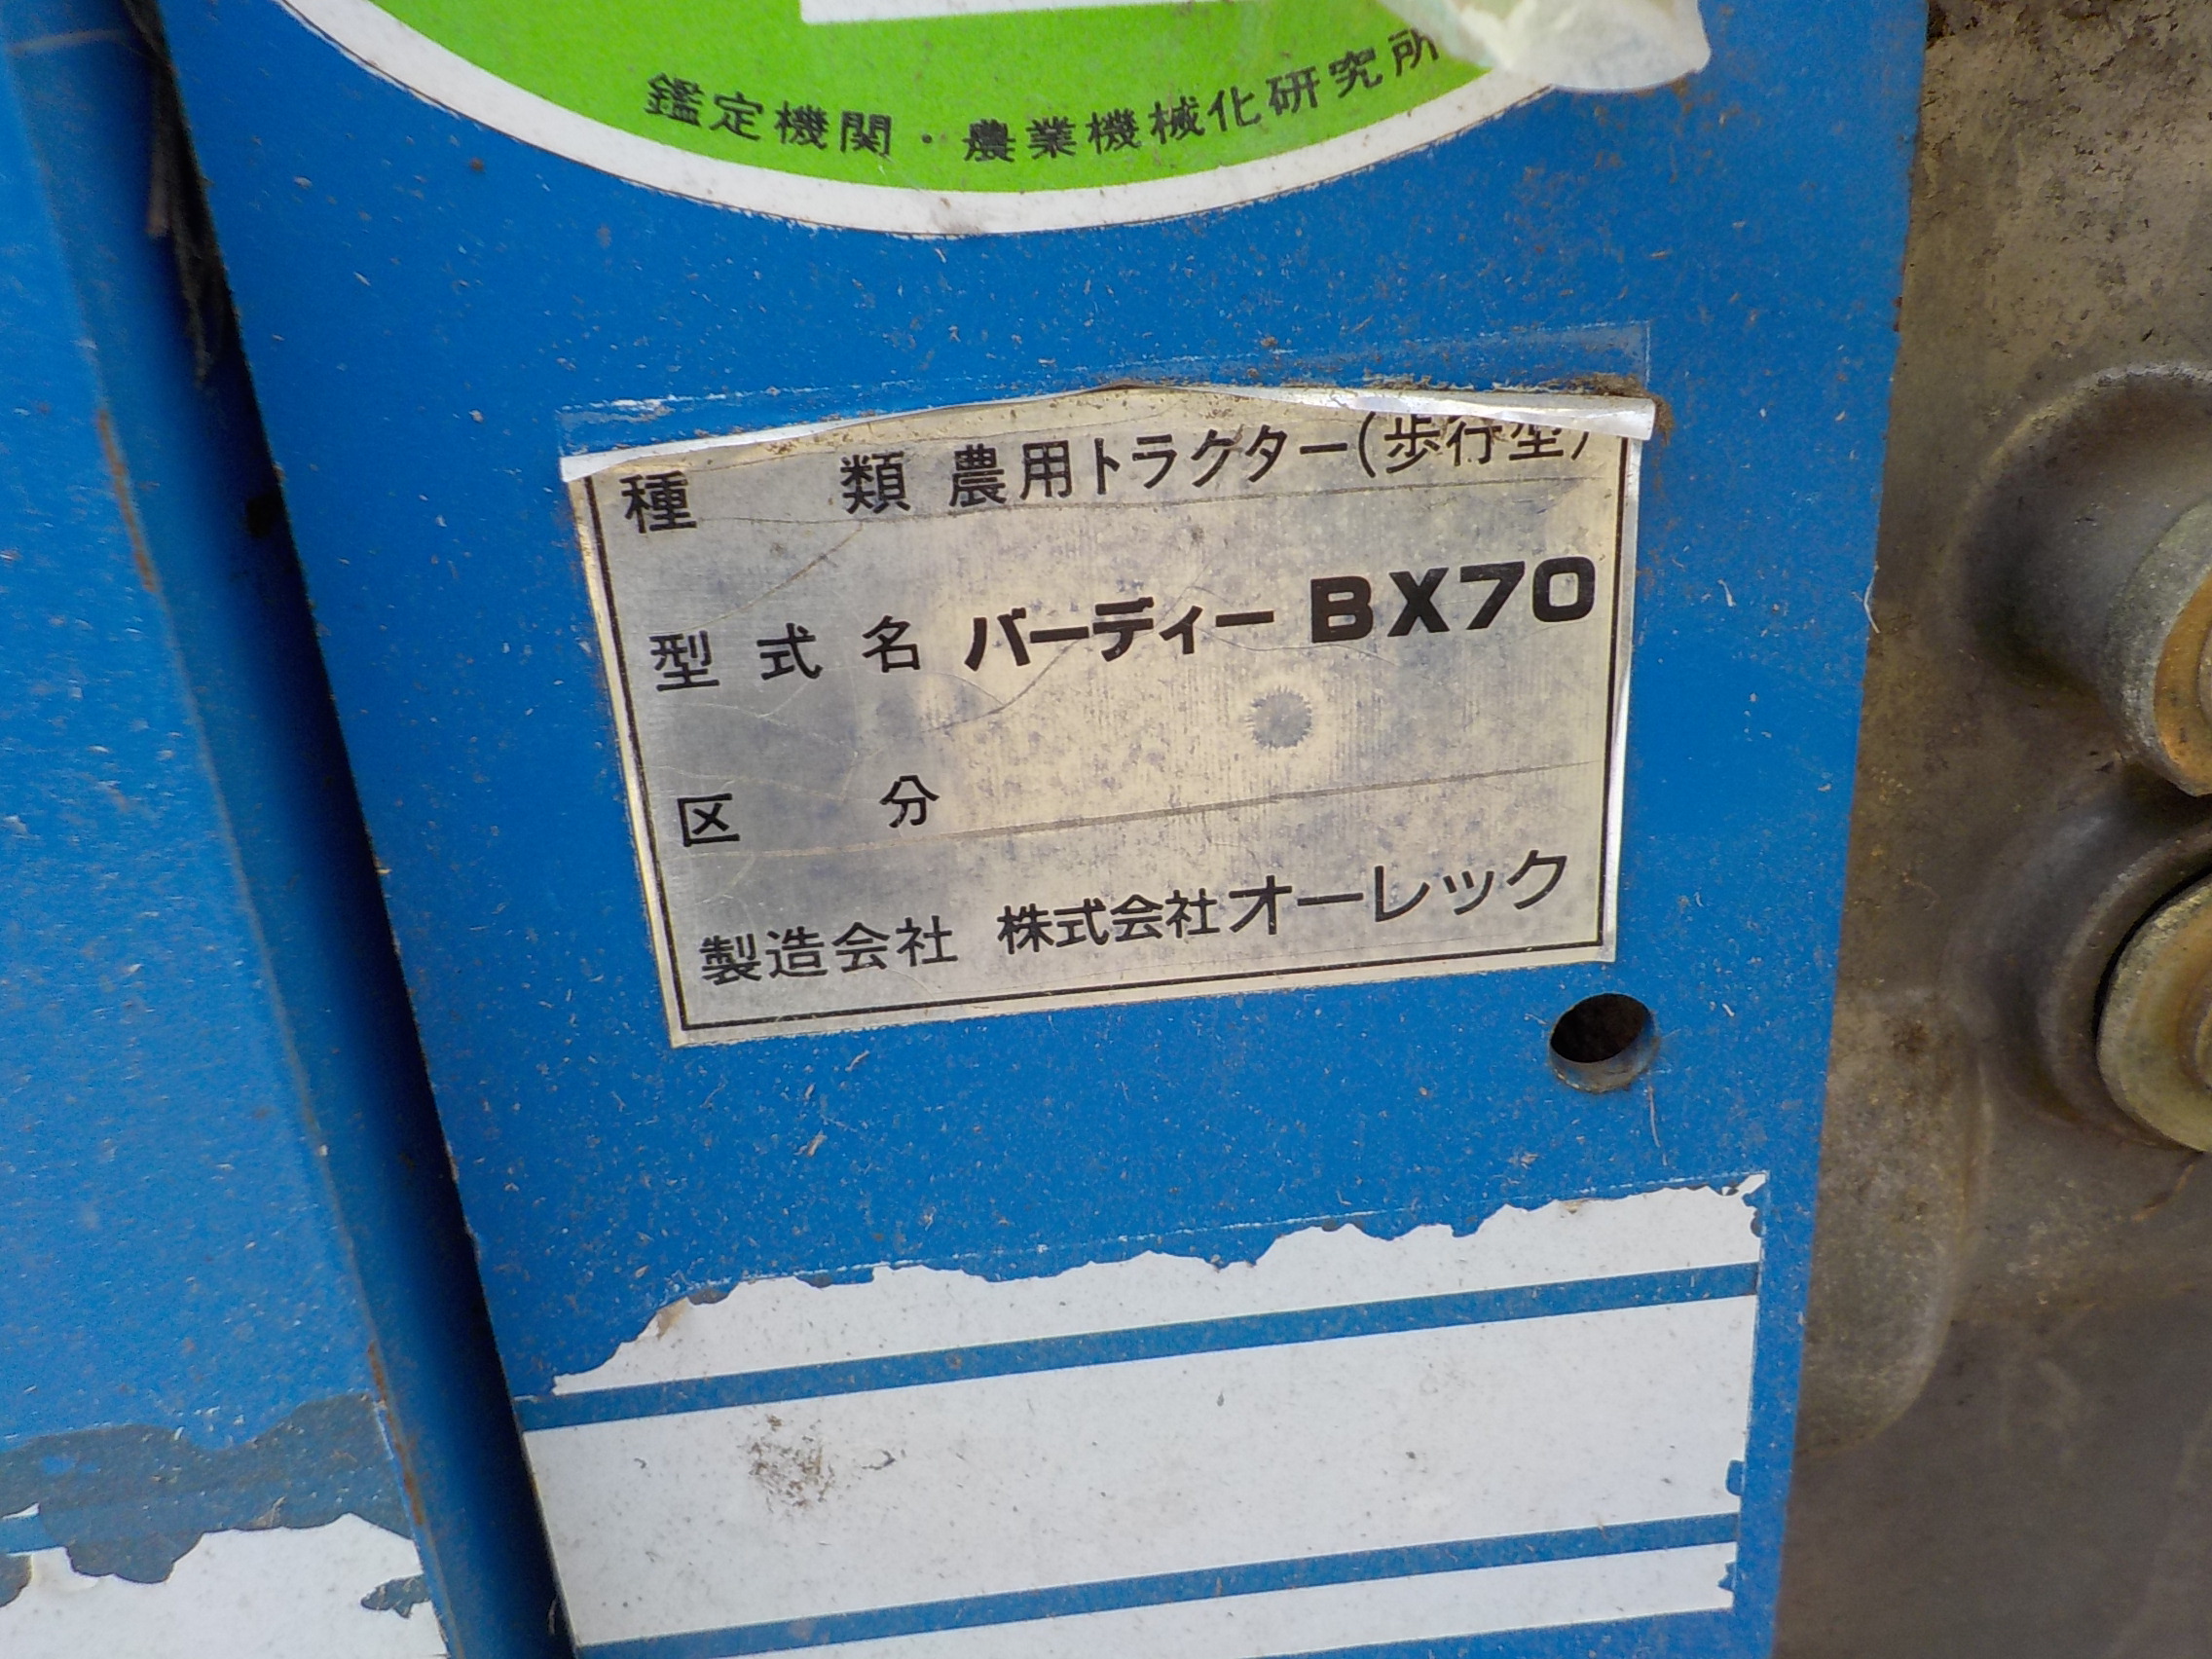 鑑定機関・農業機械化研究所
種 類 農用トラクター(歩行型)
型式名 バーディー BX70
区 分
製造会社 株式会社オーレック